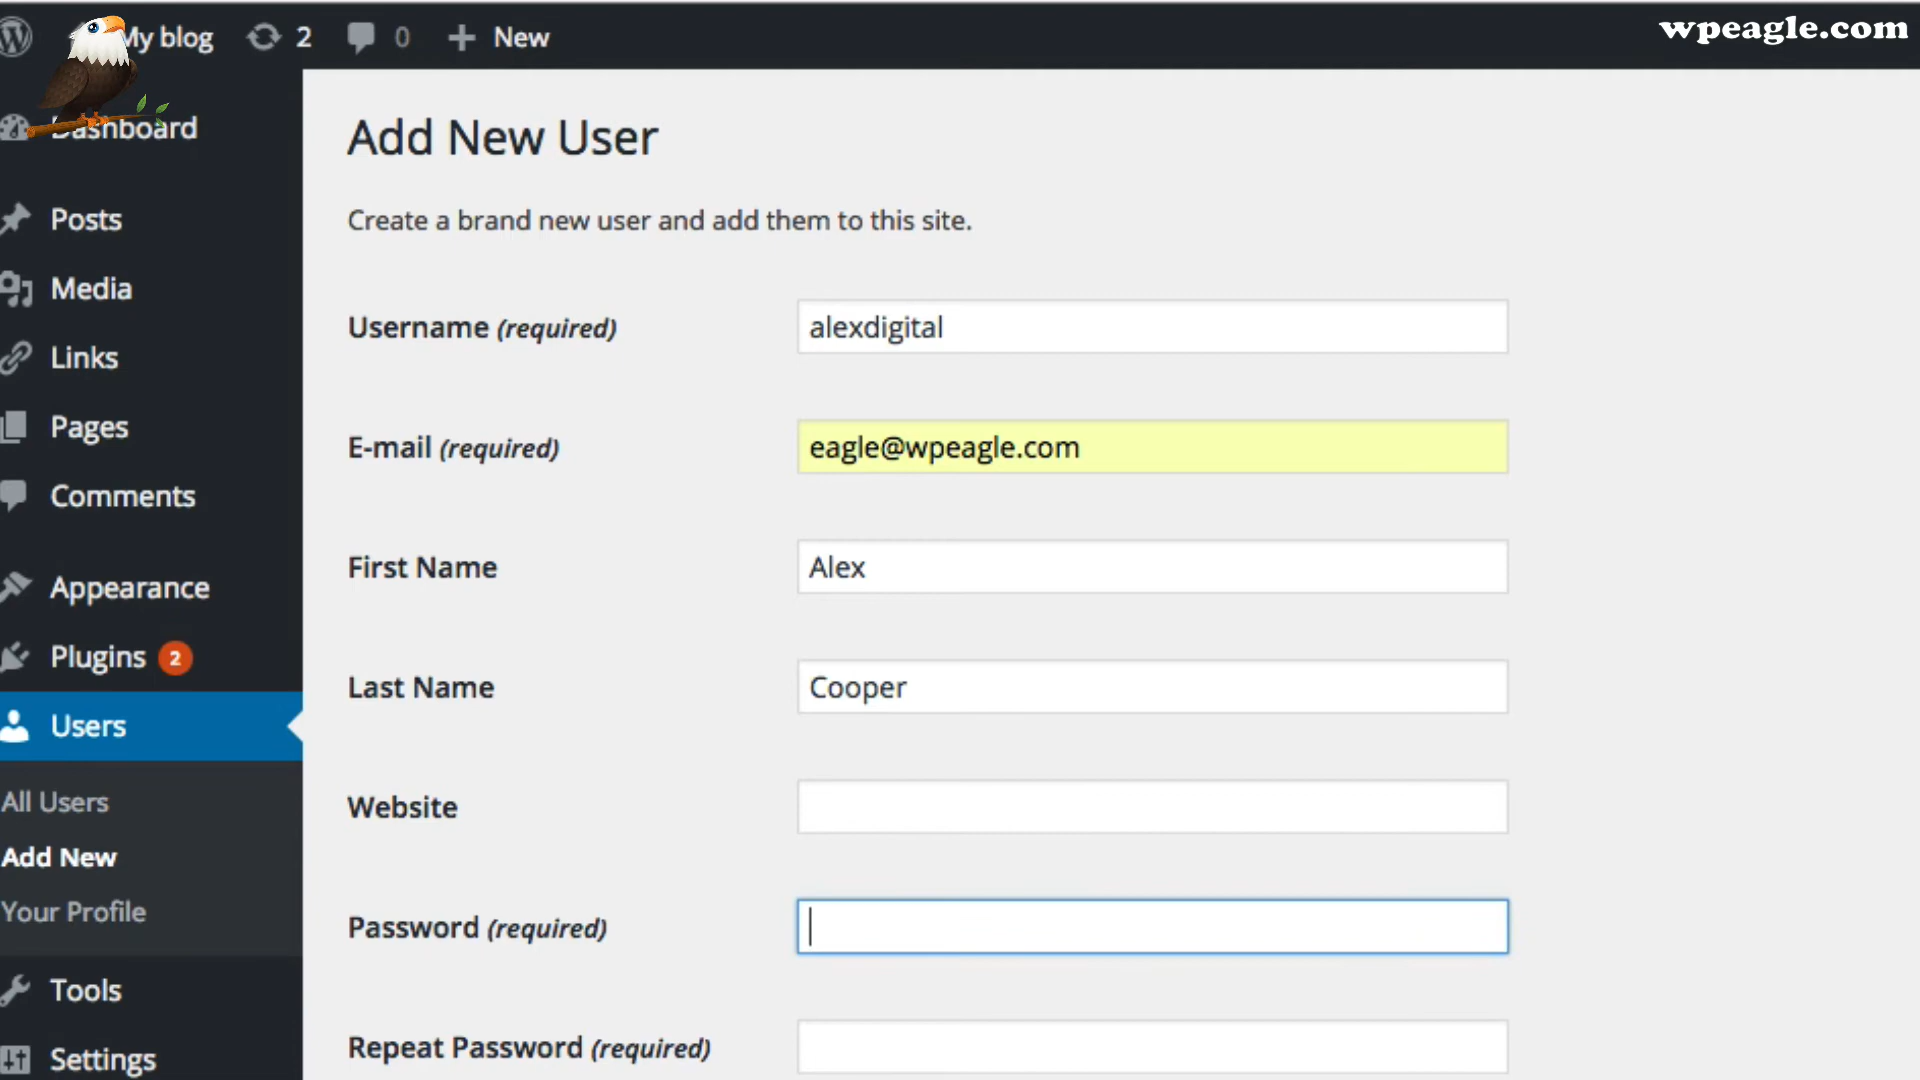 My blog 2 0 New
wpeagle.com
Dashboard
Posts
Media
Links
Pages
Comments
Appearance
Plugins 2
Users
All Users
Add New
Your Profile
Tools
Settings
Add New User
Create a brand new user and add them to this site.
Username (required) alexdigital
E-mail (required) eagle@wpeagle.com
First Name Alex
Last Name Cooper
Website
Password (required)
Repeat Password (required)